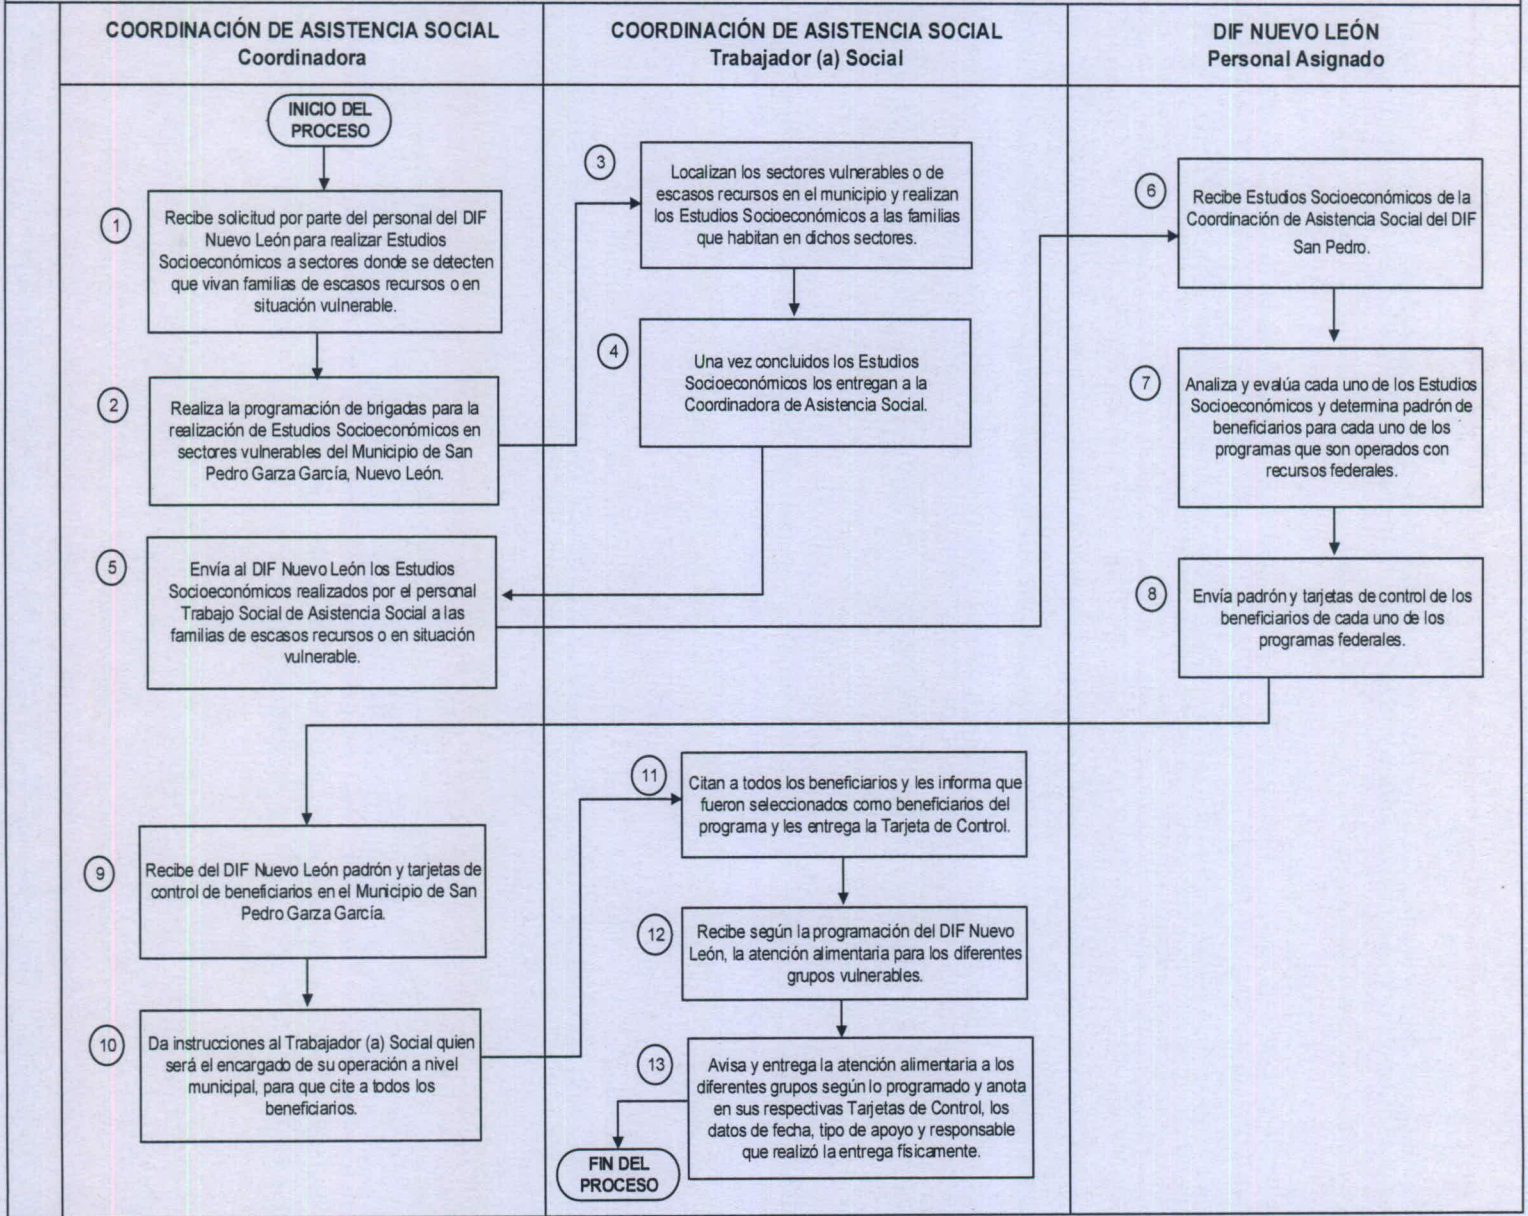 COORDINACIÓN DE ASISTENCIA SOCIAL
Coordinadora
COORDINACIÓN DE ASISTENCIA SOCIAL
Trabajador (a) Social
DIF NUEVO LEÓN
Personal Asignado
INICIO DEL
PROCESO
1
Recibe solicitud por parte del personal del DIF
Nuevo León para realizar Estudios
Socioeconómicos a sectores donde se detecten
que vivan familias de escasos recursos o en
situación vulnerable.
2
Realiza la programación de brigadas para la
realización de Estudios Socioeconómicos en
sectores vulnerables del Municipio de San
Pedro Garza García, Nuevo León.
3
Localizan los sectores vulnerables o de
escasos recursos en el municipio y realizan
los Estudios Socioeconómicos a las familias
que habitan en dichos sectores.
4
Una vez concluidos los Estudios
Socioeconómicos los entregan a la
Coordinadora de Asistencia Social.
5
Envía al DIF Nuevo León los Estudios
Socioeconómicos realizados por el personal
Trabajo Social de Asistencia Social a las
familias de escasos recursos o en situación
vulnerable.
6
Recibe Estudios Socioeconómicos de la
Coordinación de Asistencia Social del DIF
San Pedro.
7
Analiza y evalúa cada uno de los Estudios
Socioeconómicos y determina padrón de
beneficiarios para cada uno de los
programas que son operados con
recursos federales.
8
Envía padrón y tarjetas de control de los
beneficiarios de cada uno de los
programas federales.
9
Recibe del DIF Nuevo León padrón y tarjetas de
control de beneficiarios en el Municipio de San
Pedro Garza García.
10
Da instrucciones al Trabajador (a) Social quien
será el encargado de su operación a nivel
municipal, para que cite a todos los
beneficiarios.
11
Citan a todos los beneficiarios y les informa que
fueron seleccionados como beneficiarios del
programa y les entrega la Tarjeta de Control.
12
Recibe según la programación del DIF Nuevo
León, la atención alimentaria para los diferentes
grupos vulnerables.
13
Avisa y entrega la atención alimentaria a los
diferentes grupos según lo programado y anota
en sus respectivas Tarjetas de Control, los
datos de fecha, tipo de apoyo y responsable
que realizó la entrega físicamente.
FIN DEL
PROCESO